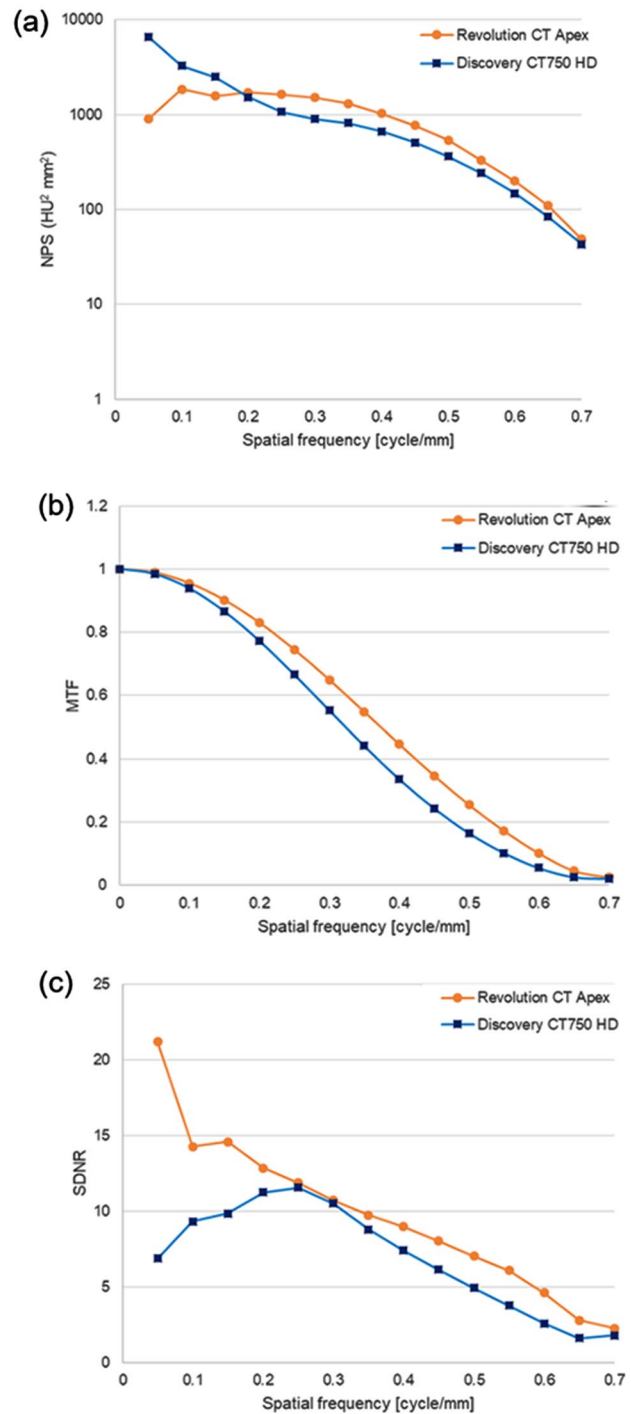 (a)
10000
1000
100
10
1
NPS (HU² mm²)
Revolution CT Apex
Discovery CT750 HD
0 0.1 0.2 0.3 0.4 0.5 0.6 0.7
Spatial frequency [cycle/mm]
(b)
1.2
1
0.8
0.6
0.4
0.2
0
MTF
Revolution CT Apex
Discovery CT750 HD
0 0.1 0.2 0.3 0.4 0.5 0.6 0.7
Spatial frequency [cycle/mm]
(c)
25
20
15
10
5
0
SDNR
Revolution CT Apex
Discovery CT750 HD
0 0.1 0.2 0.3 0.4 0.5 0.6 0.7
Spatial frequency [cycle/mm]